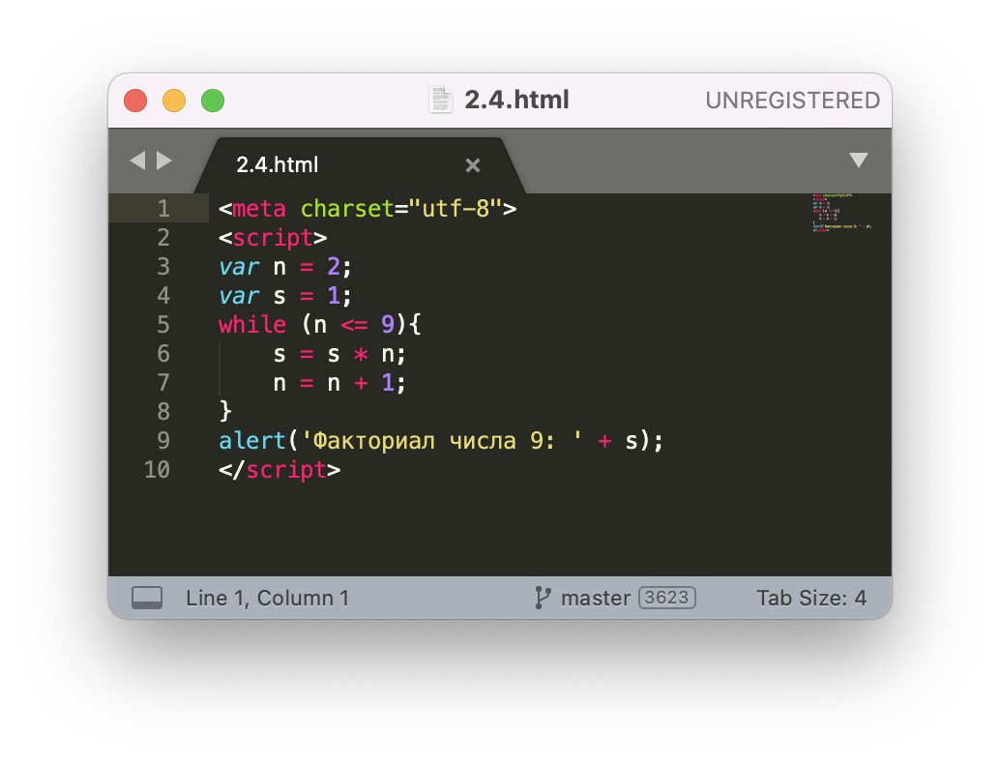 2.4.html
UNREGISTERED
2.4.html
1 <meta charset="utf-8">
2 <script>
3 var n = 2;
4 var s = 1;
5 while (n <= 9){
6     s = s * n;
7     n = n + 1;
8 }
9 alert('Факториал числа 9: ' + s);
10 </script>
Line 1, Column 1
master 3623
Tab Size: 4